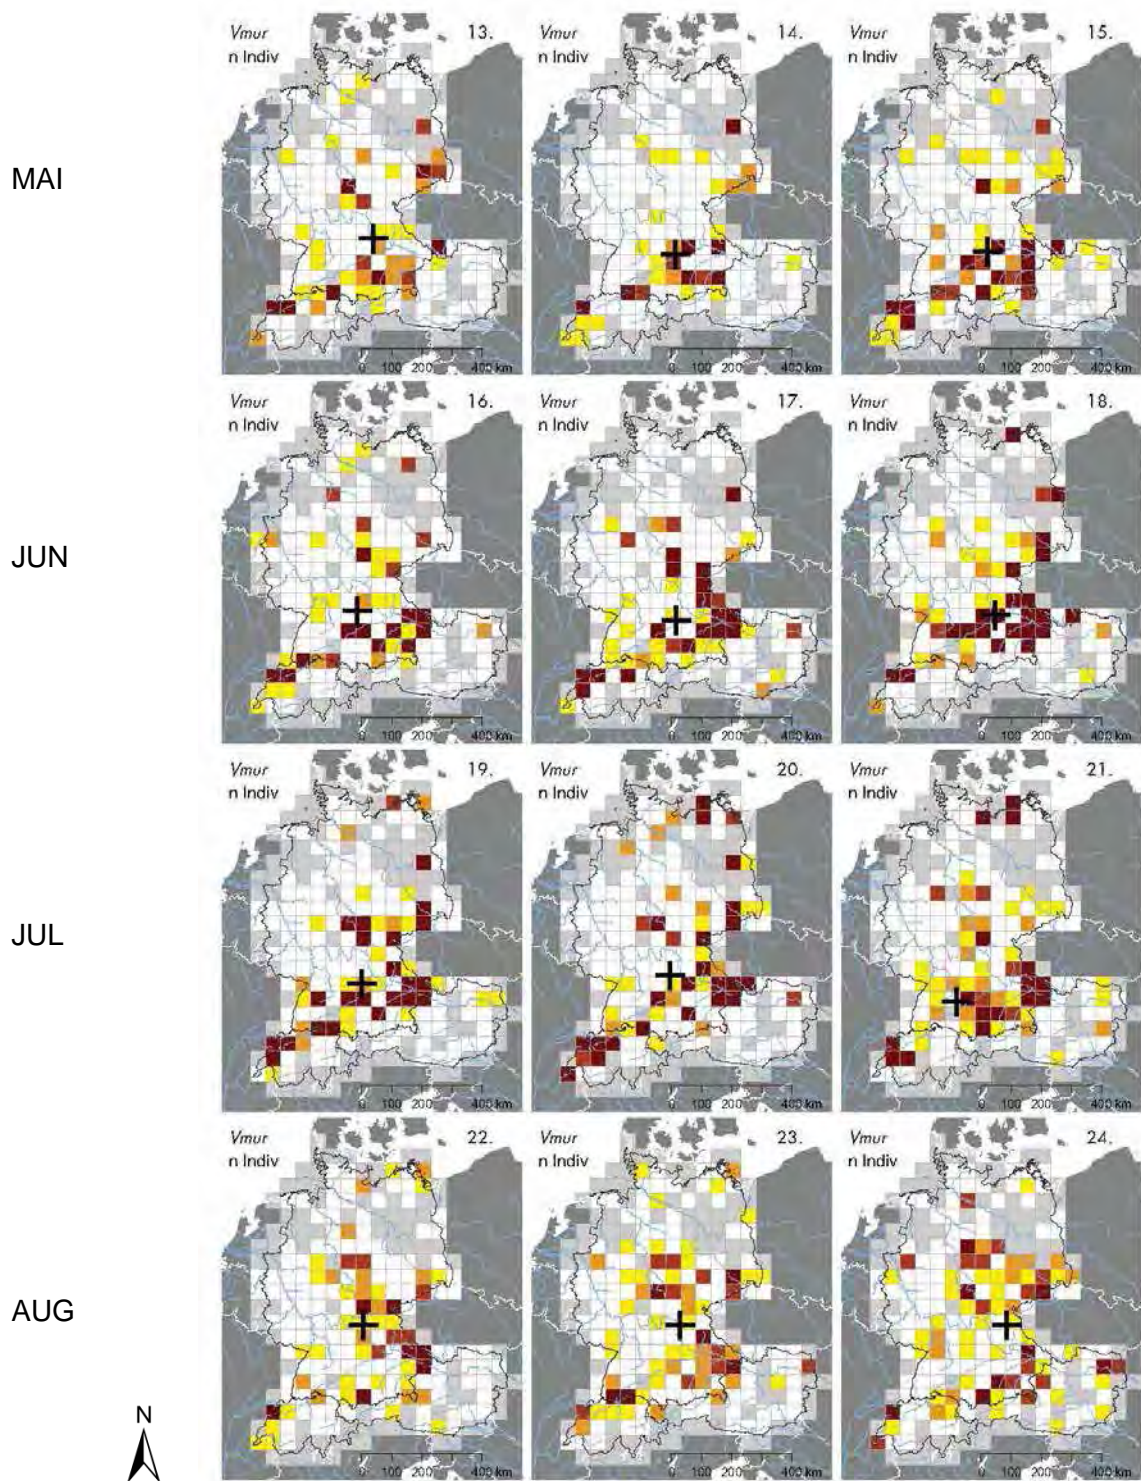 Vmur 13.
n Indiv
Vmur 14.
n Indiv
Vmur 15.
n Indiv
MAI
0 100 200 400 km
0 100 200 400 km
0 100 200 400 km
Vmur 16.
n Indiv
Vmur 17.
n Indiv
Vmur 18.
n Indiv
JUN
0 100 200 400 km
0 100 200 400 km
0 100 200 400 km
Vmur 19.
n Indiv
Vmur 20.
n Indiv
Vmur 21.
n Indiv
JUL
0 100 200 400 km
0 100 200 400 km
0 100 200 400 km
Vmur 22.
n Indiv
Vmur 23.
n Indiv
Vmur 24.
n Indiv
AUG
N
0 100 200 400 km
0 100 200 400 km
0 100 200 400 km